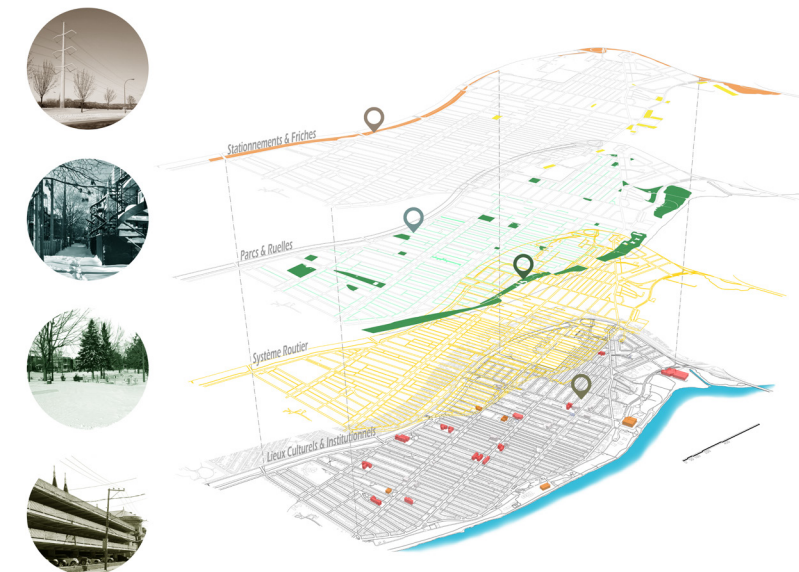 Stationnements & Friches
Parcs & Ruelles
Système Routier
Lieux Culturels & Institutionnels